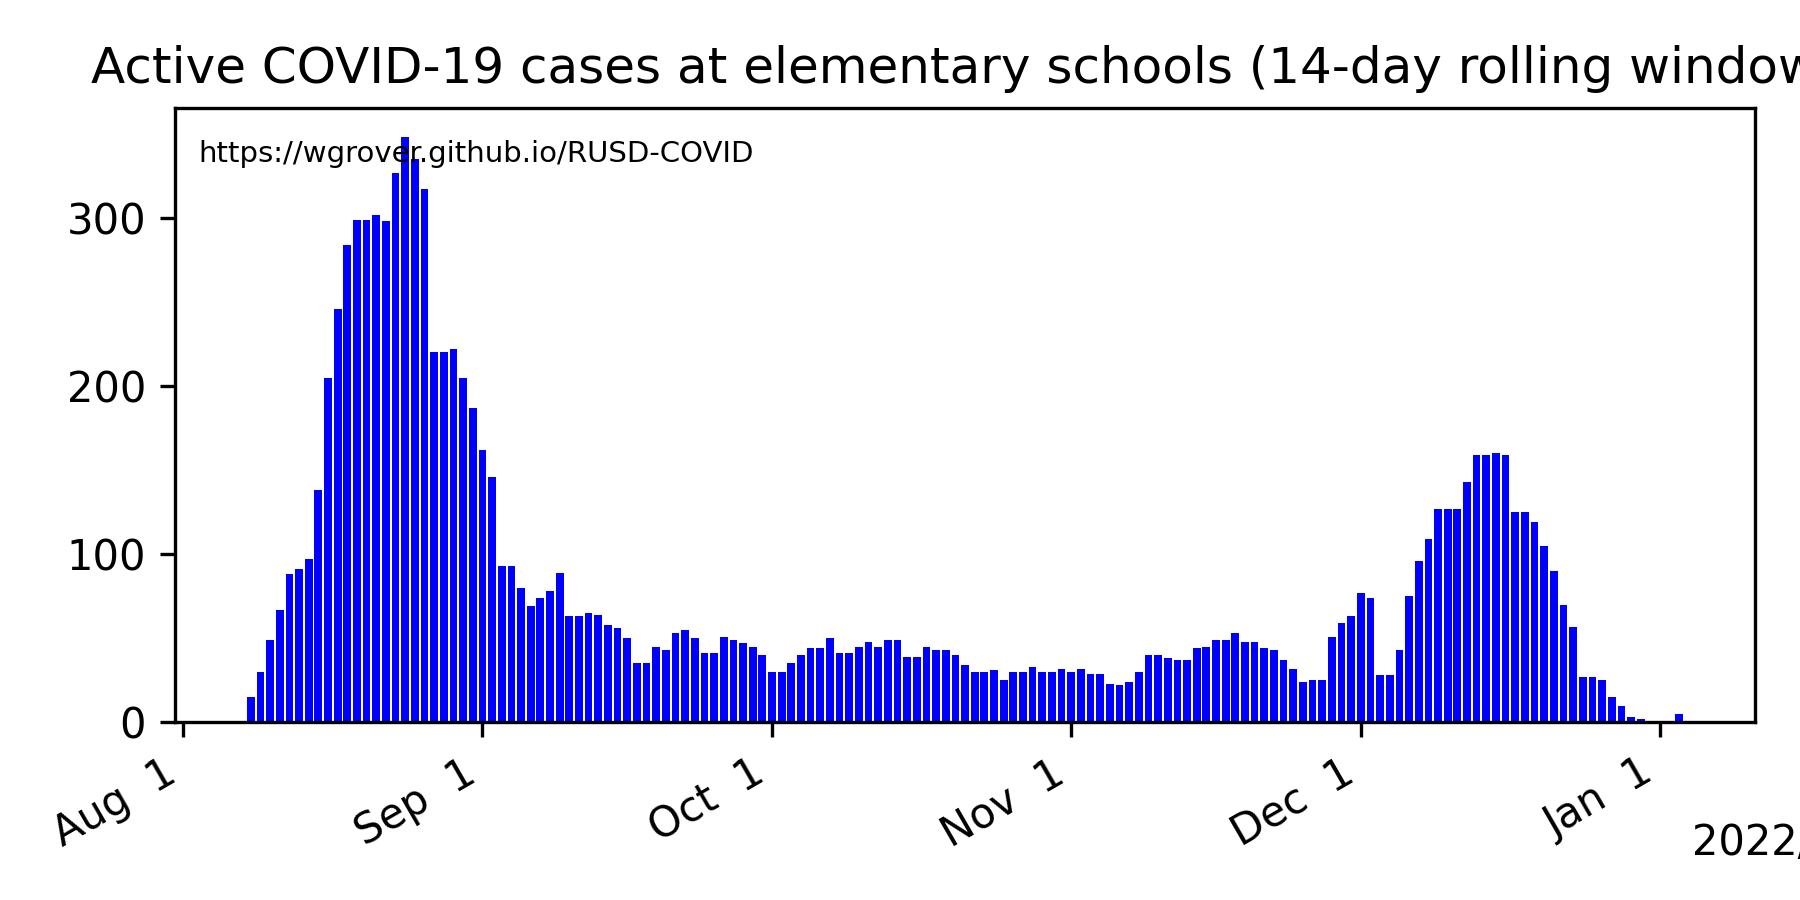 Active COVID-19 cases at elementary schools (14-day rolling window
https://wgrover.github.io/RUSD-COVID
300
200
100
0
Aug 1
Sep 1
Oct 1
Nov 1
Dec 1
Jan 1
2022/